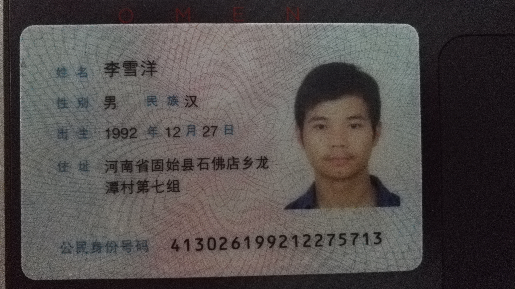 OMEN
姓名 李雪洋
性别 男 民族 汉
出生 1992 年 12 月 27 日
住址 河南省固始县石佛店乡龙
潭村第七组
公民身份号码 413026199212275713